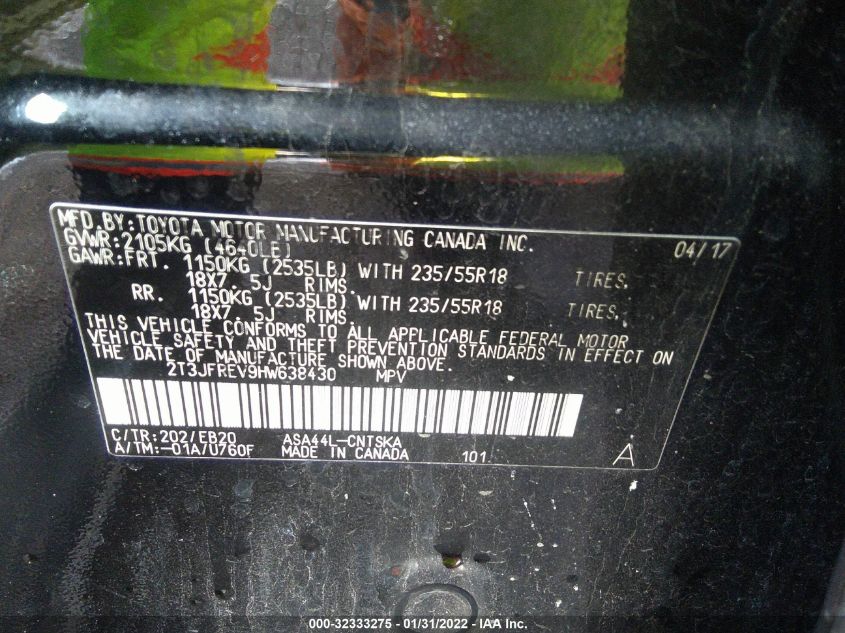 MFD.BY:TOYOTA MOTOR MANUFACTURING CANADA INC. 04/17
GVWR:2105KG (4640LB)
GAWR:FRT. 1150KG (2535LB) WITH 235/55R18 TIRES,
18X7.5J RIMS
RR. 1150KG (2535LB) WITH 235/55R18 TIRES,
18X7.5J RIMS
THIS VEHICLE CONFORMS TO ALL APPLICABLE FEDERAL MOTOR
VEHICLE SAFETY AND THEFT PREVENTION STANDARDS IN EFFECT ON
THE DATE OF MANUFACTURE SHOWN ABOVE.
2T3JFREV9HW638430 MPV
C/TR:202/EB20 ASA44L-CNTSKA
A/TM:-01A/U760F MADE IN CANADA 101 A
000-32333275 - 01/31/2022 - IAA Inc.